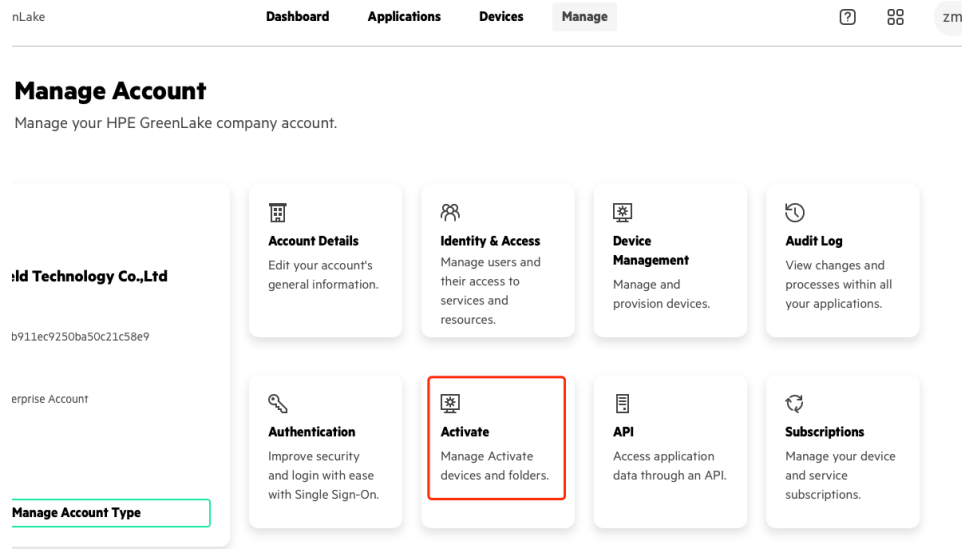 nLake
Dashboard
Applications
Devices
Manage
zm
Manage Account
Manage your HPE GreenLake company account.
eld Technology Co.,Ltd
b911ec9250ba50c21c58e9
erprise Account
Manage Account Type
Account Details
Edit your account's
general information.
Identity & Access
Manage users and
their access to
services and
resources.
Device
Management
Manage and
provision devices.
Audit Log
View changes and
processes within all
your applications.
Authentication
Improve security
and login with ease
with Single Sign-On.
Activate
Manage Activate
devices and folders.
API
Access application
data through an API.
Subscriptions
Manage your device
and service
subscriptions.